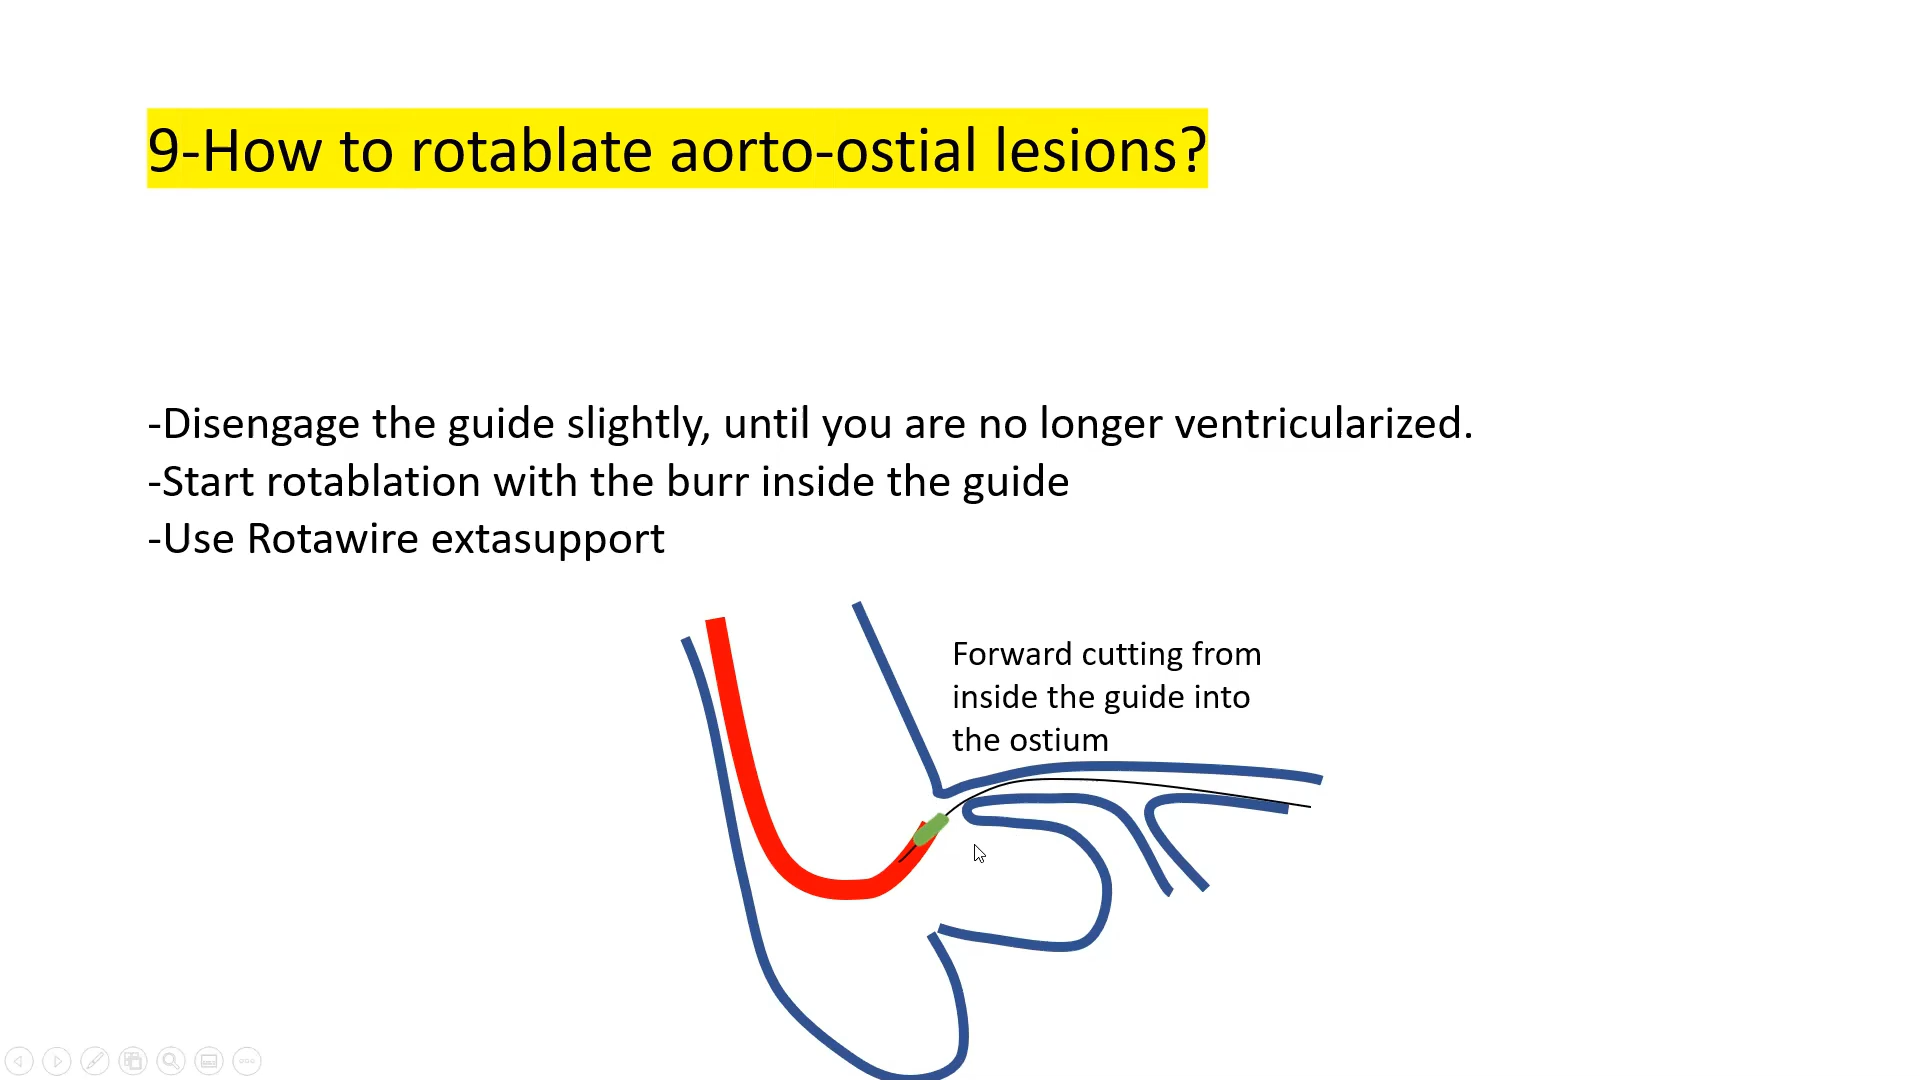 9-How to rotablate aorto-ostial lesions?
-Disengage the guide slightly, until you are no longer ventricularized.
-Start rotablation with the burr inside the guide
-Use Rotawire extasupport
Forward cutting from
inside the guide into
the ostium